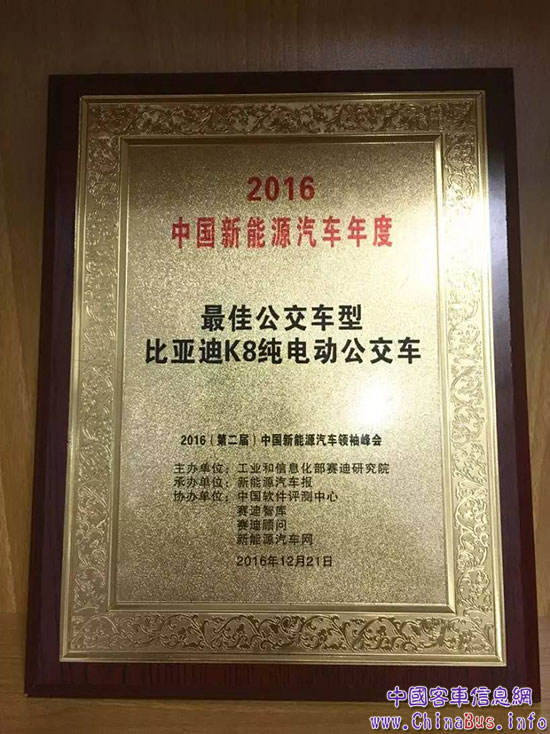 2016
中国新能源汽车年度
最佳公交车型
比亚迪K8纯电动公交车
2016（第二届）中国新能源汽车领袖峰会
主办单位：工业和信息化部赛迪研究院
承办单位：新能源汽车报
协办单位：中国软件评测中心
赛迪智库
赛迪顾问
新能源汽车网
2016年12月21日
中國客車信息網
www.ChinaBus.info